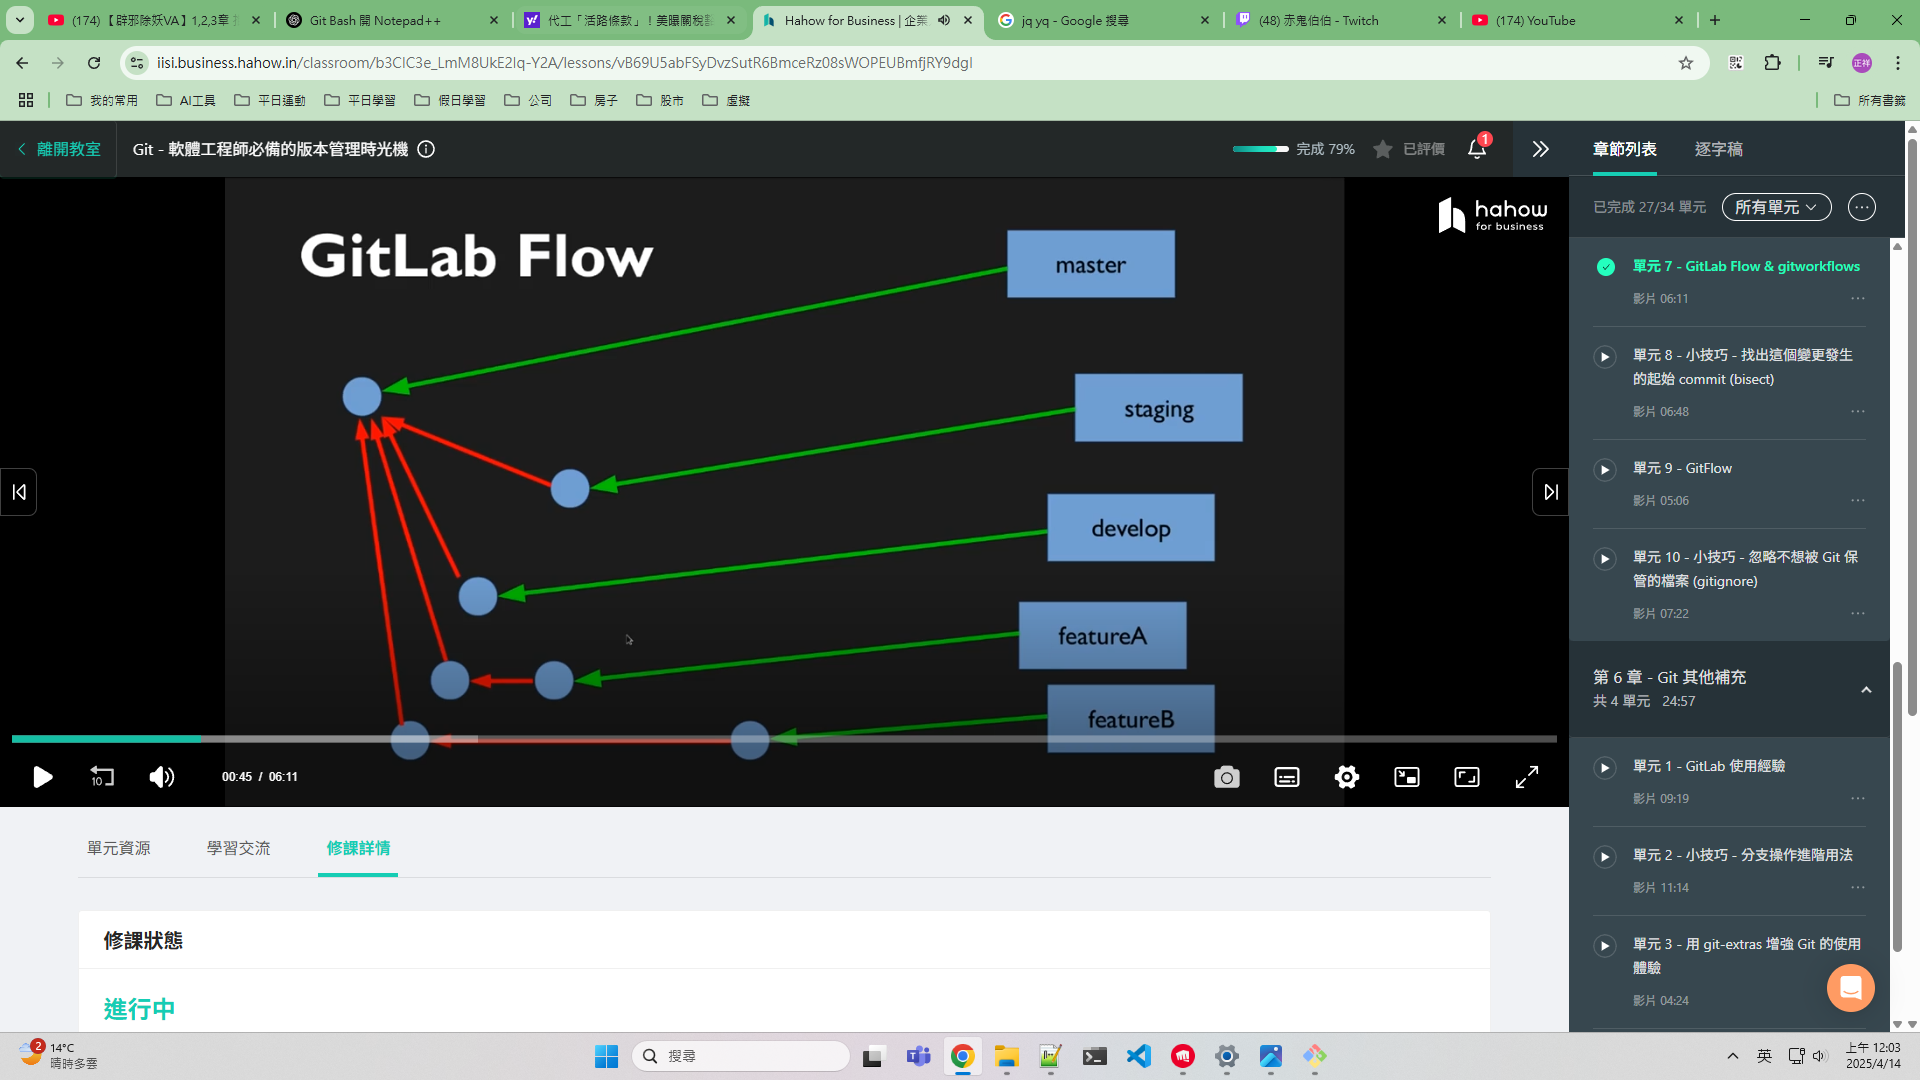 (174) 【辟邪除妖VA】1,2,3章
Git Bash 開 Notepad++
代工「活路條款」！美眼關稅
Hahow for Business | 企業
jq yq - Google 搜尋
(48) 赤鬼伯伯 - Twitch
(174) YouTube
iisi.business.hahow.in/classroom/b3ClC3e_LmM8UkE2Iq-Y2A/lessons/vB69U5abFSyDvzSutR6BmceRz08sWOPEUBmfjRY9dgI
正祥
我的常用
AI工具
平日運動
平日學習
假日學習
公司
房子
股市
虛擬
所有書籤
離開教室
Git - 軟體工程師必備的版本管理時光機
完成 79%
已評價
1
章節列表
逐字稿
hahow
for business
GitLab Flow
master
staging
develop
featureA
featureB
10
00:45 / 06:11
已完成 27/34 單元
所有單元
單元 7 - GitLab Flow & gitworkflows
影片 06:11
單元 8 - 小技巧 - 找出這個變更發生
的起始 commit (bisect)
影片 06:48
單元 9 - GitFlow
影片 05:06
單元 10 - 小技巧 - 忽略不想被 Git 保
管的檔案 (gitignore)
影片 07:22
第 6 章 - Git 其他補充
共 4 單元 24:57
單元 1 - GitLab 使用經驗
影片 09:19
單元 2 - 小技巧 - 分支操作進階用法
影片 11:14
單元 3 - 用 git-extras 增強 Git 的使用
體驗
影片 04:24
單元資源
學習交流
修課詳情
修課狀態
進行中
2
14°C
晴時多雲
搜尋
英
上午 12:03
2025/4/14